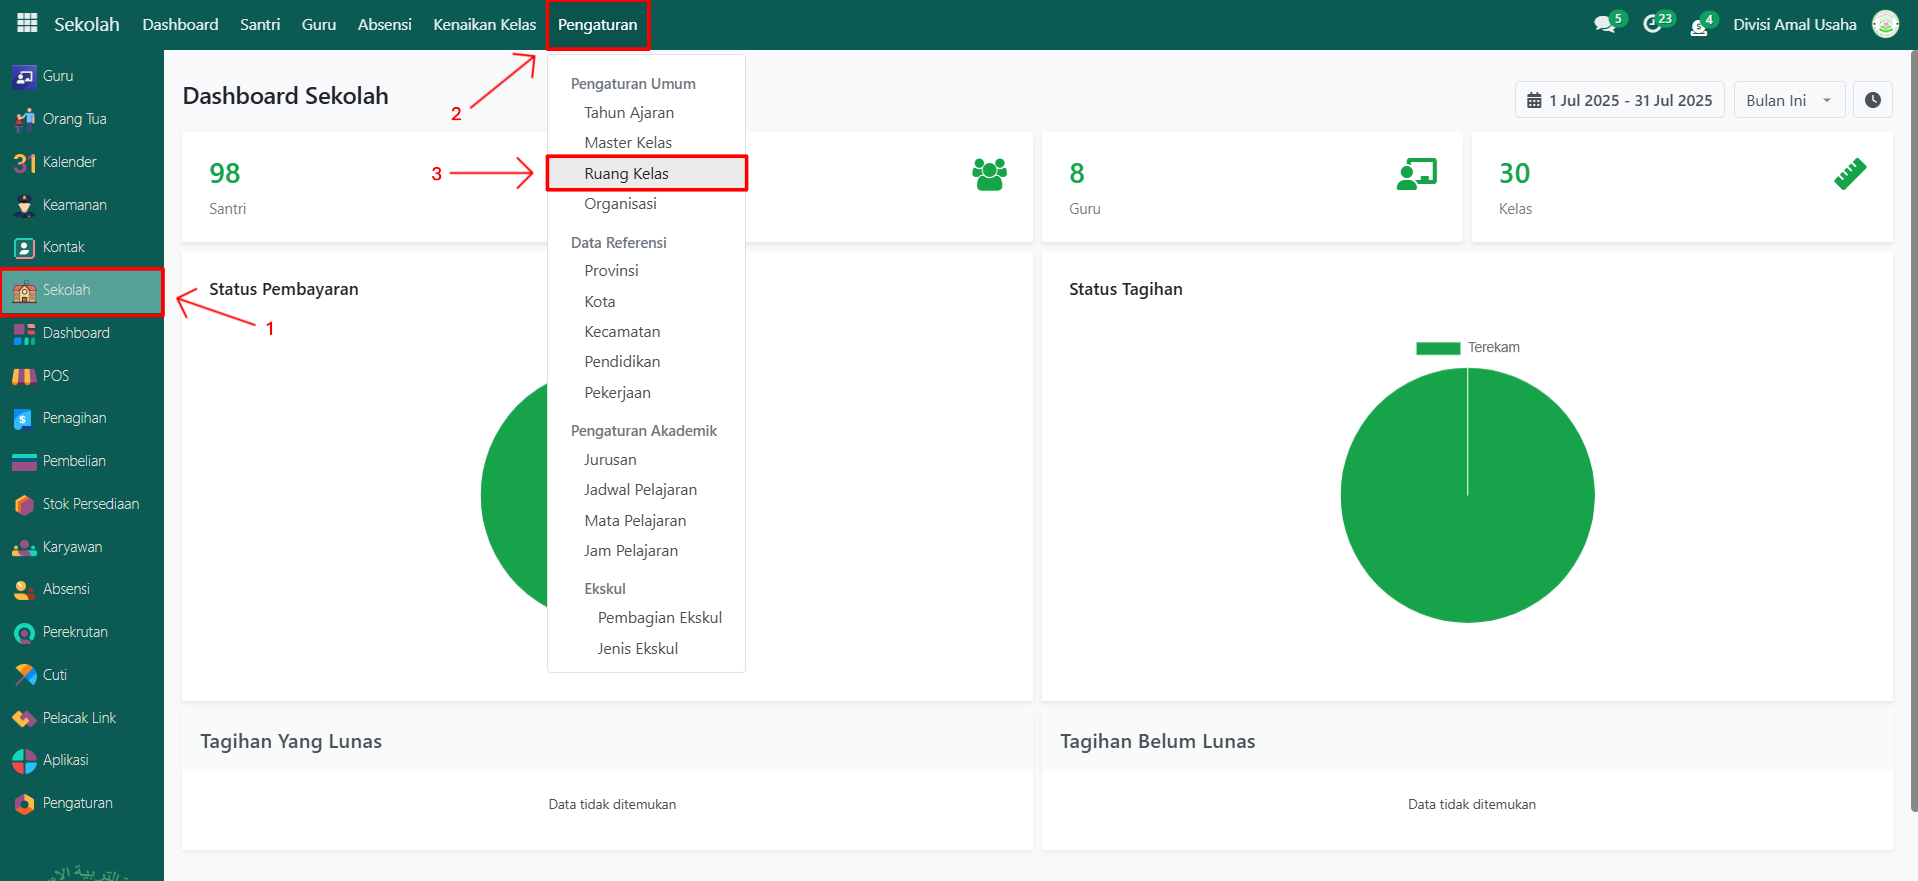 Sekolah Dashboard Santri Guru Absensi Kenaikan Kelas Pengaturan 5 23 4 Divisi Amal Usaha
Guru
Orang Tua
31 Kalender
Keamanan
Kontak
Sekolah
Dashboard
POS
Penagihan
Pembelian
Stok Persediaan
Karyawan
Absensi
Perekrutan
Cuti
Pelacak Link
Aplikasi
Pengaturan
1
2
3
Pengaturan Umum
Tahun Ajaran
Master Kelas
Ruang Kelas
Organisasi
Data Referensi
Provinsi
Kota
Kecamatan
Pendidikan
Pekerjaan
Pengaturan Akademik
Jurusan
Jadwal Pelajaran
Mata Pelajaran
Jam Pelajaran
Ekskul
Pembagian Ekskul
Jenis Ekskul
Dashboard Sekolah
1 Jul 2025 - 31 Jul 2025 Bulan Ini
98
Santri
8
Guru
30
Kelas
Status Pembayaran
Status Tagihan
Terekam
Tagihan Yang Lunas
Data tidak ditemukan
Tagihan Belum Lunas
Data tidak ditemukan